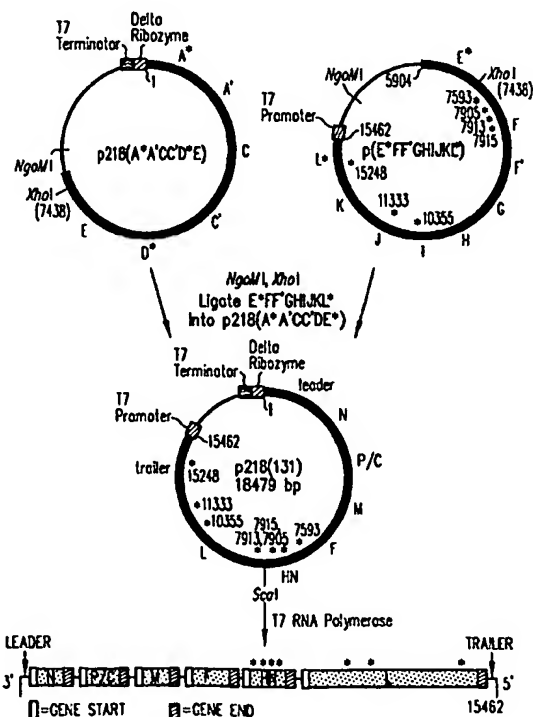 T7
Terminator
Delta
Ribozyme
1
A*
A'
C
C'
D*
E
XhoI
(7438)
NgoMI
p218(A*A'CC'D*E)
T7
Promoter
NgoMI
5904
E*
XhoI
(7438)
7593
7905
7913
7915
F
F'
G
H
I
J
K
L*
15462
15248
11333
10355
p(E*FF'GHIJKL*)
NgoMI, XhoI
Ligate E*FF'GHIJKL*
Into p218(A*A'CC'DE*)
T7
Terminator
Delta
Ribozyme
1
leader
T7
Promoter
15462
N
P/C
M
F
HN
L
trailer
15248
11333
10355
7915,
7913,7905
7593
p218(131)
18479 bp
ScaI
T7 RNA Polymerase
LEADER
TRAILER
3'
N
P/C
M
F
HN
L
5'
15462
=GENE START
=GENE END